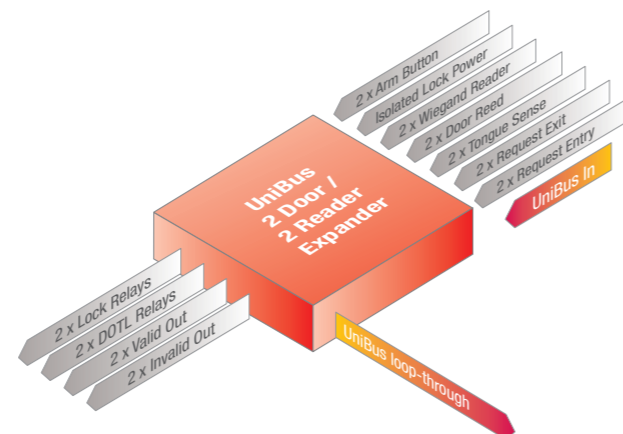 2 x Arm Button
Isolated Lock Power
2 x Wiegand Reader
2 x Door Reed
2 x Tongue Sense
2 x Request Exit
2 x Request Entry
UniBus In
UniBus
2 Door /
2 Reader
Expander
2 x Lock Relays
2 x DOTL Relays
2 x Valid Out
2 x Invalid Out
UniBus loop-through